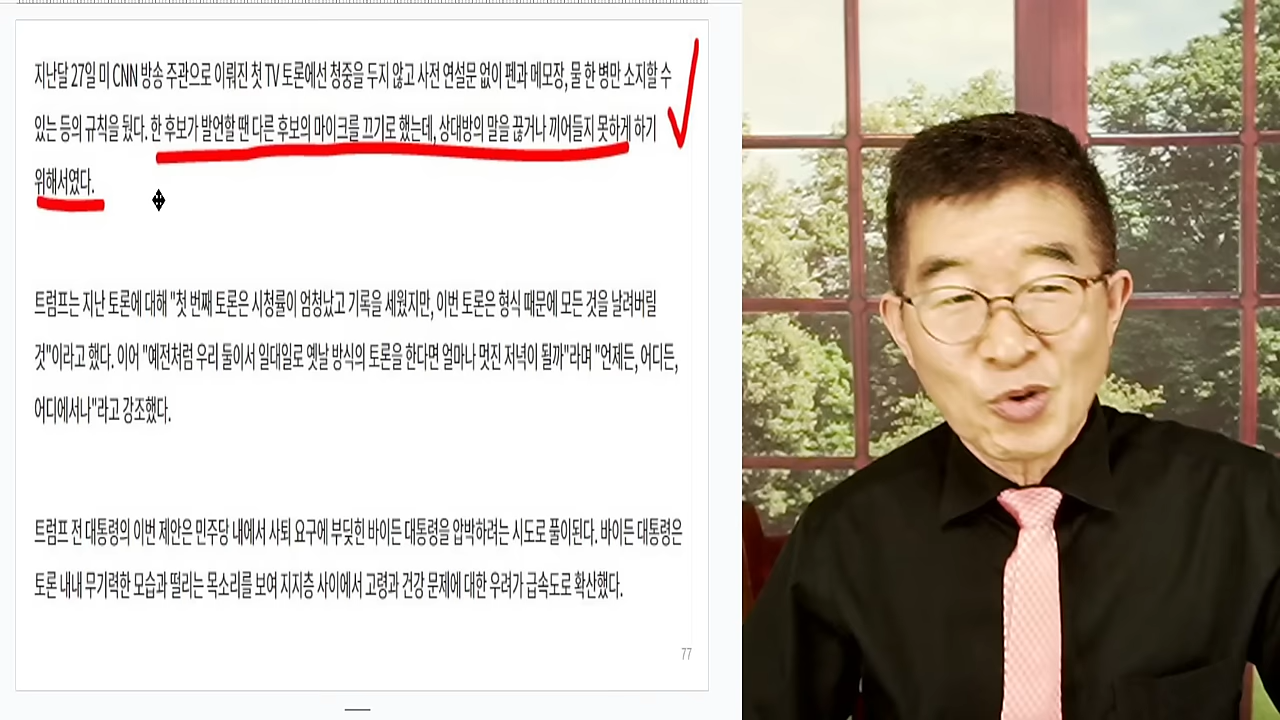 지난달 27일 미 CNN 방송 주관으로 이뤄진 첫 TV 토론에선 청중을 두지 않고 사전 연설문 없이 펜과 메모장, 물 한 병만 소지할 수
있는 등의 규칙을 뒀다. 한 후보가 발언할 땐 다른 후보의 마이크를 끄기로 했는데, 상대방의 말을 끊거나 끼어들지 못하게 하기
위해서였다.
트럼프는 지난 토론에 대해 "첫 번째 토론은 시청률이 엄청났고 기록을 세웠지만, 이번 토론은 형식 때문에 모든 것을 날려버릴
것"이라고 했다. 이어 "예전처럼 우리 둘이서 일대일로 옛날 방식의 토론을 한다면 얼마나 멋진 저녁이 될까"라며 "언제든, 어디든,
어디에서나"라고 강조했다.
트럼프 전 대통령의 이번 제안은 민주당 내에서 사퇴 요구에 부딪힌 바이든 대통령을 압박하려는 시도로 풀이된다. 바이든 대통령은
토론 내내 무기력한 모습과 떨리는 목소리를 보여 지지층 사이에서 고령과 건강 문제에 대한 우려가 급속도로 확산했다.
77